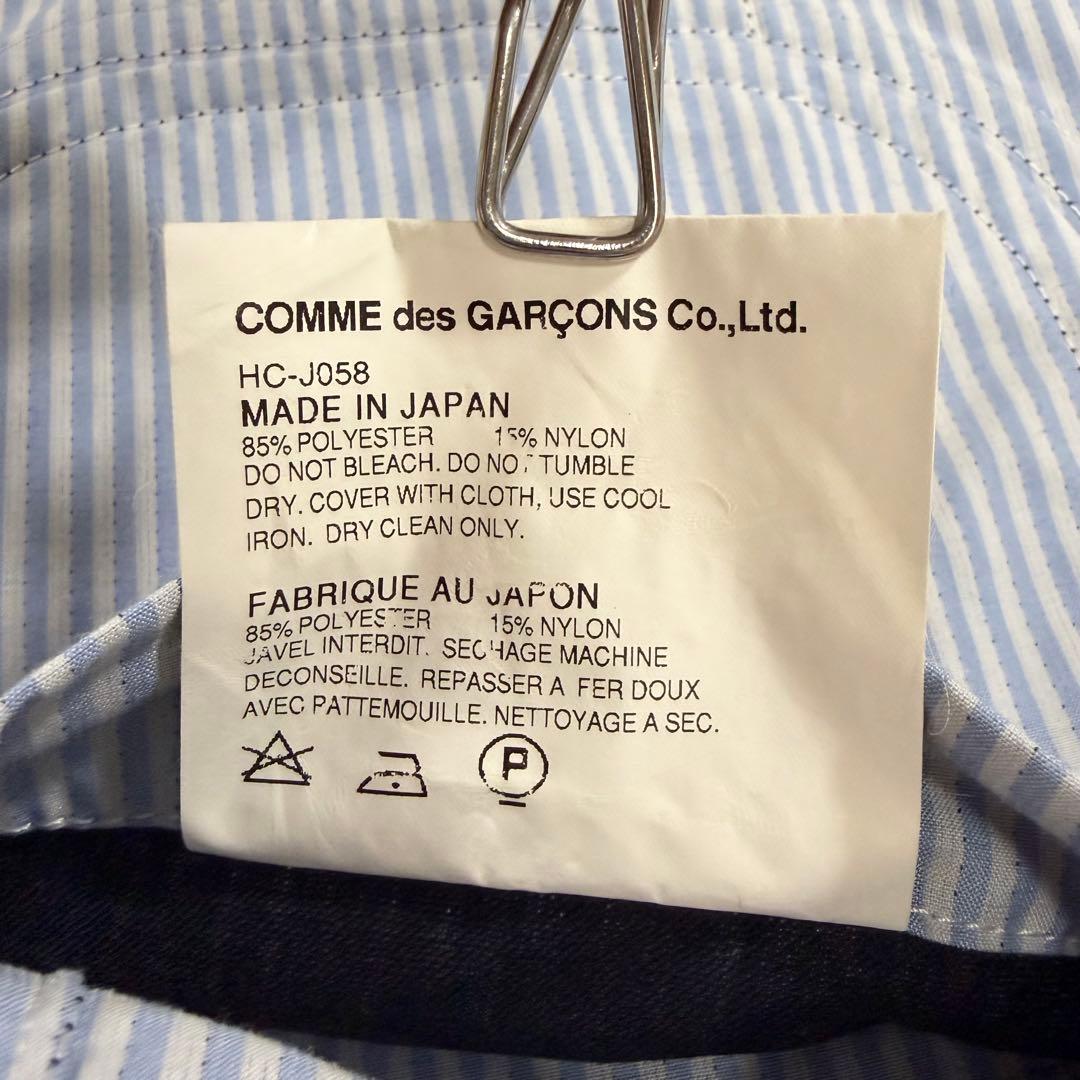 COMME des GARÇONS Co.,Ltd.
HC-J058
MADE IN JAPAN
85% POLYESTER 15% NYLON
DO NOT BLEACH. DO NOT TUMBLE
DRY. COVER WITH CLOTH, USE COOL
IRON. DRY CLEAN ONLY.
FABRIQUE AU JAPON
85% POLYESTER 15% NYLON
JAVEL INTERDIT. SECHAGE MACHINE
DECONSEILLE. REPASSER A FER DOUX
AVEC PATTEMOUILLE. NETTOYAGE A SEC.
P